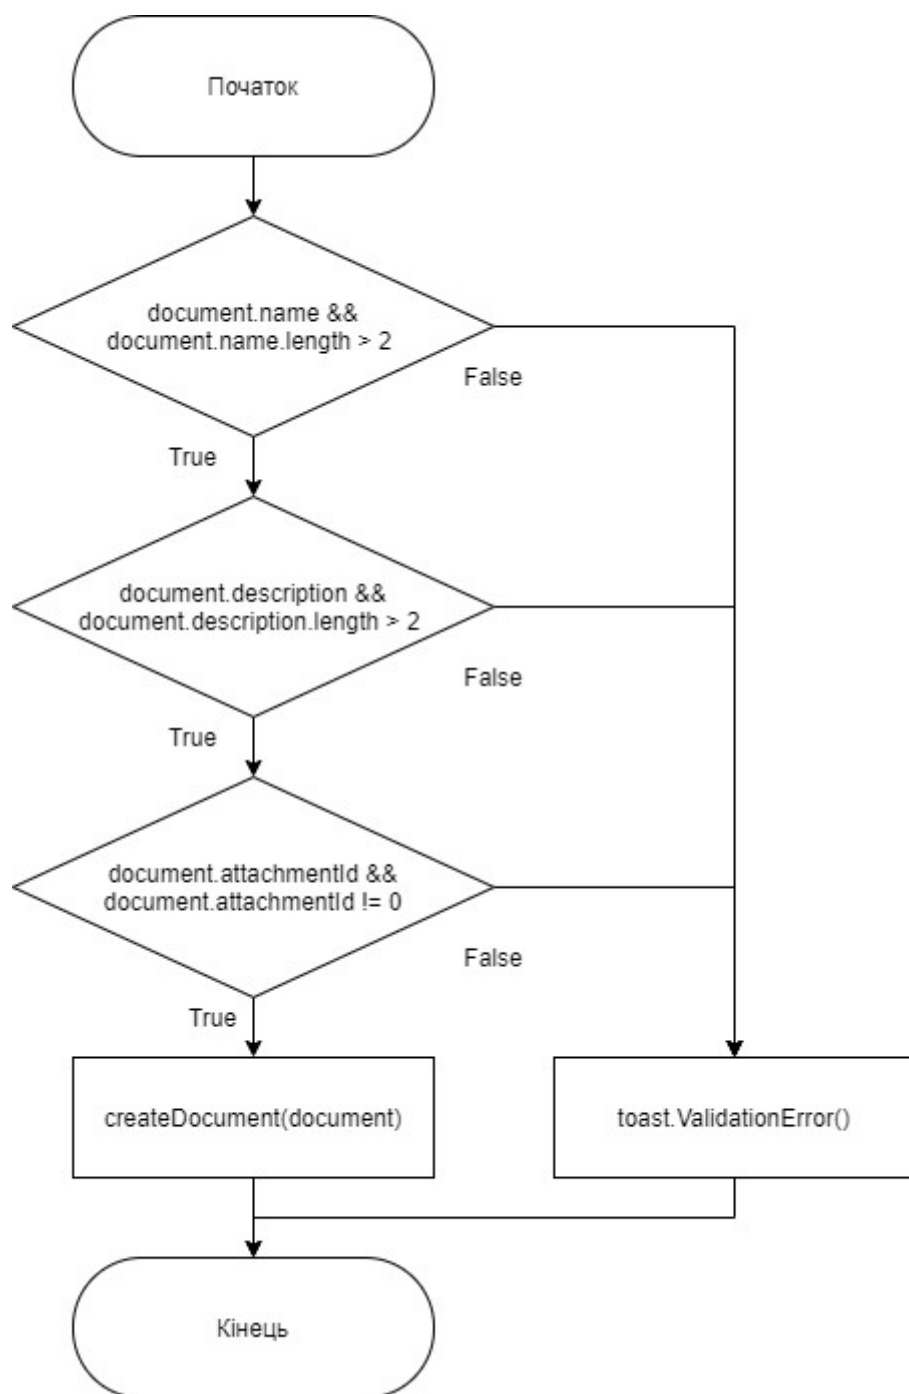 Початок
document.name &&
document.name.length > 2
False
True
document.description &&
document.description.length > 2
False
True
document.attachmentId &&
document.attachmentId != 0
False
True
createDocument(document)
toast.ValidationError()
Кінець